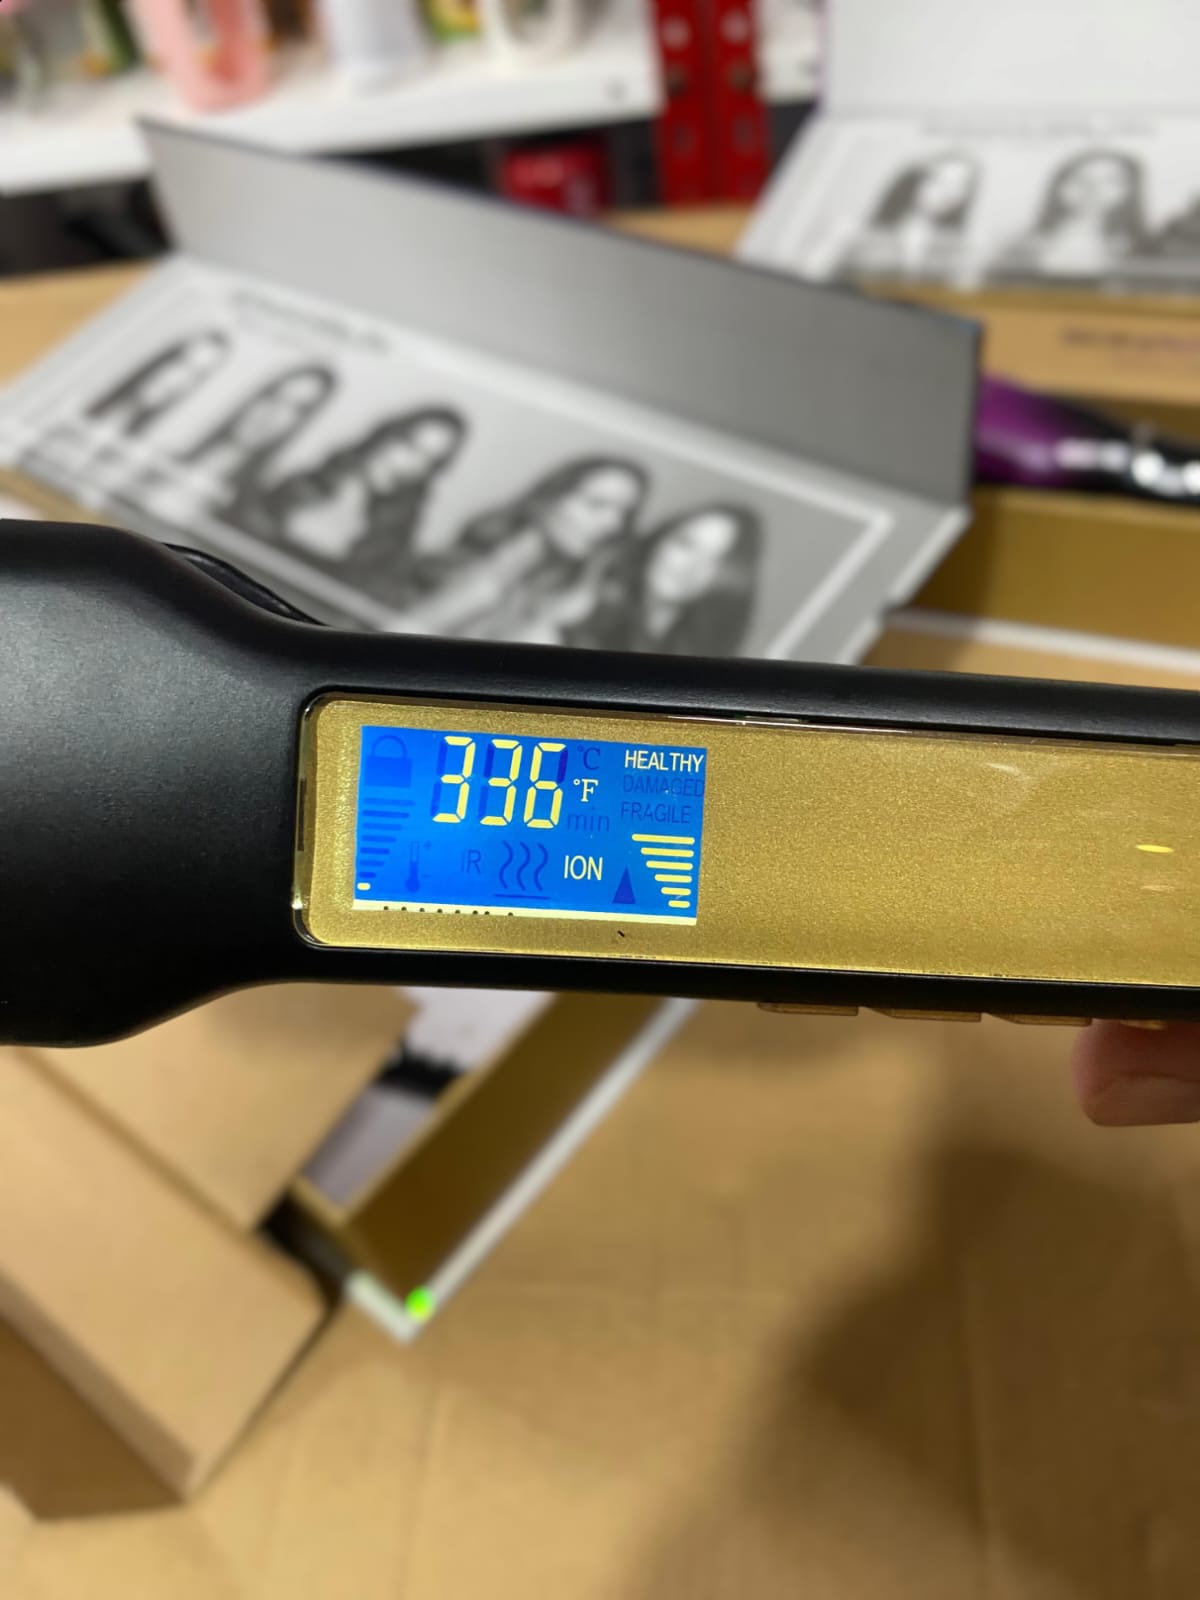 336 °C HEALTHY
°F DAMAGED
min FRAGILE
IR ION